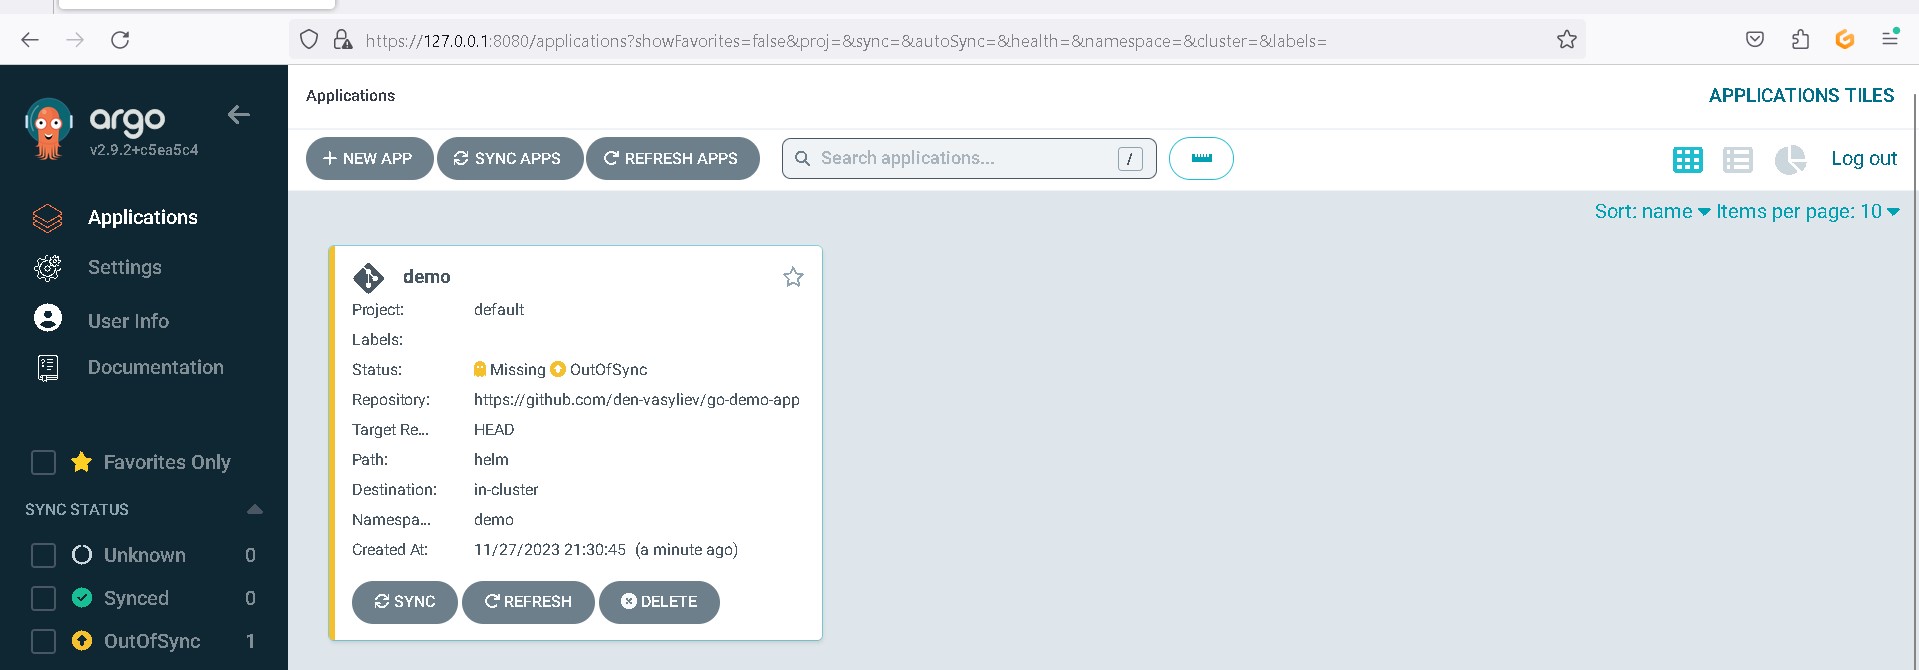 https://127.0.0.1:8080/applications?showFavorites=false&proj=&sync=&autoSync=&health=&namespace=&cluster=&labels=
argo
v2.9.2+c5ea5c4
Applications
Settings
User Info
Documentation
Favorites Only
SYNC STATUS
Unknown 0
Synced 0
OutOfSync 1
Applications
APPLICATIONS TILES
+ NEW APP SYNC APPS REFRESH APPS Search applications... / Log out
Sort: name Items per page: 10
demo
Project: default
Labels:
Status: Missing OutOfSync
Repository: https://github.com/den-vasyliev/go-demo-app
Target Re... HEAD
Path: helm
Destination: in-cluster
Namespa... demo
Created At: 11/27/2023 21:30:45 (a minute ago)
SYNC REFRESH DELETE